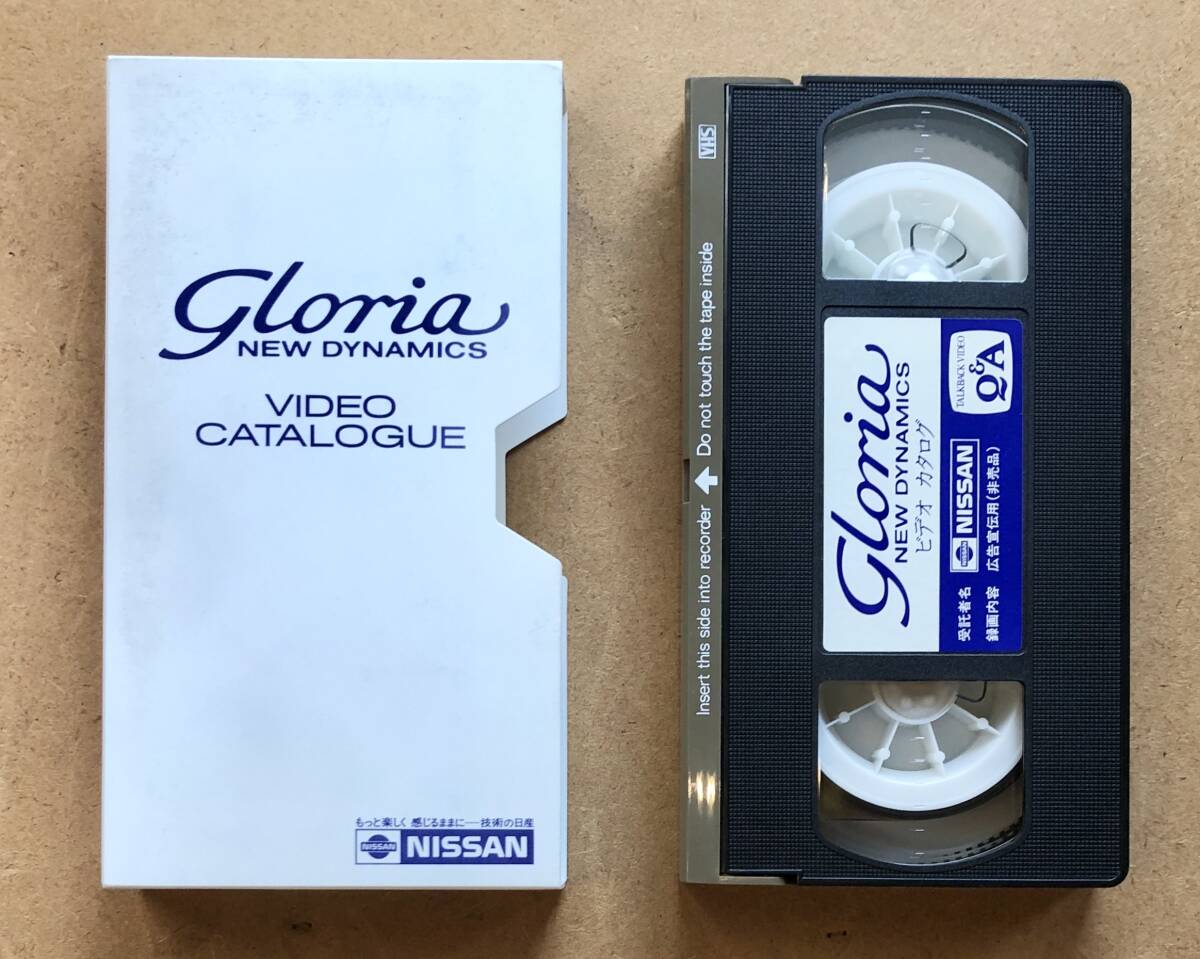 Gloria
NEW DYNAMICS
VIDEO
CATALOGUE
もっと楽しく 感じるままに——技術の日産
NISSAN NISSAN
VHS
Insert this side into recorder Do not touch the tape inside
Gloria
NEW DYNAMICS
ビデオ カタログ
TALKBACK VIDEO
Q&A
受託者名 NISSAN NISSAN
録画内容 広告宣伝用(非売品)